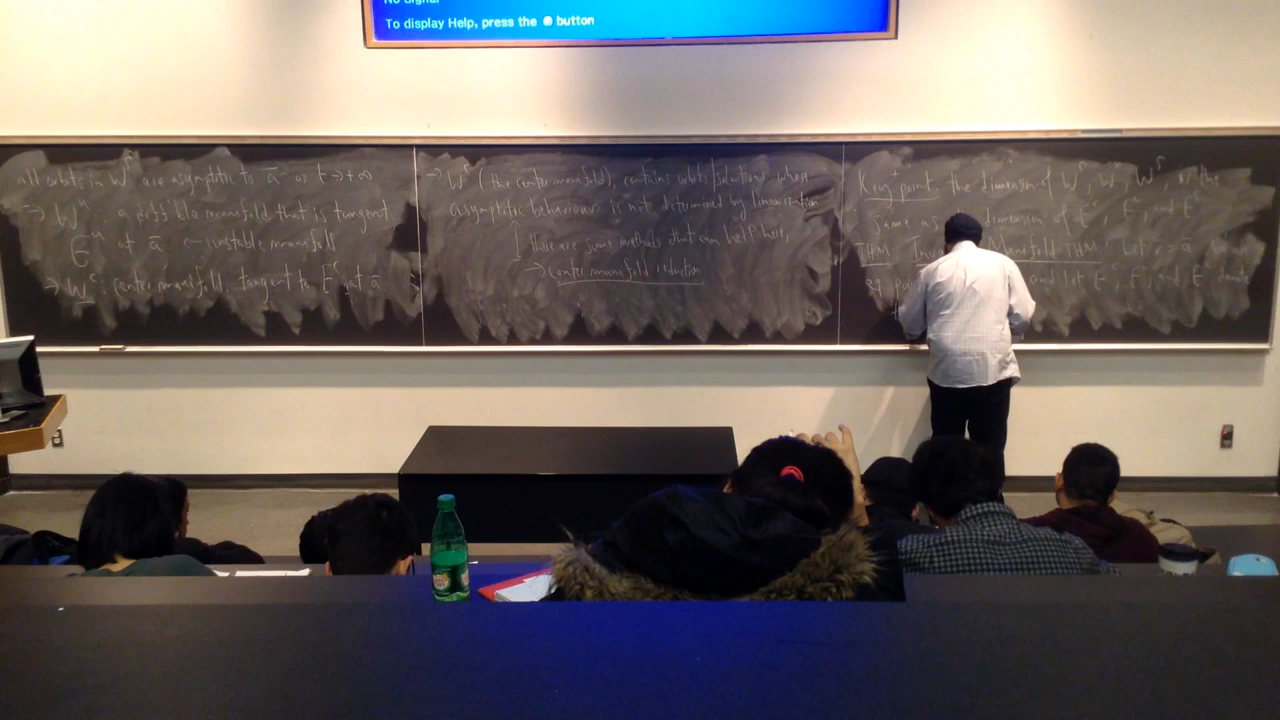 No Signal
To display Help, press the button
all orbits in W^s are asymptotic to ā as t → +∞
→ W^u a diff'ble manifold that is tangent
E^u at ā ← unstable manifold
→ W^c: center manifold, tangent to E^c at ā
→ W^c (the center manifold), contains orbits/solutions whose
asymptotic behaviour is not determined by linearization
[ there are some methods that can help here,
→ center manifold reduction
Key point. the dimension of W^s, W^u, W^c, is the
same as dimension of E^s, E^u, and E^c
THM Manifold THM. Let x = ā
and let E^s, E^u, and E^c denote